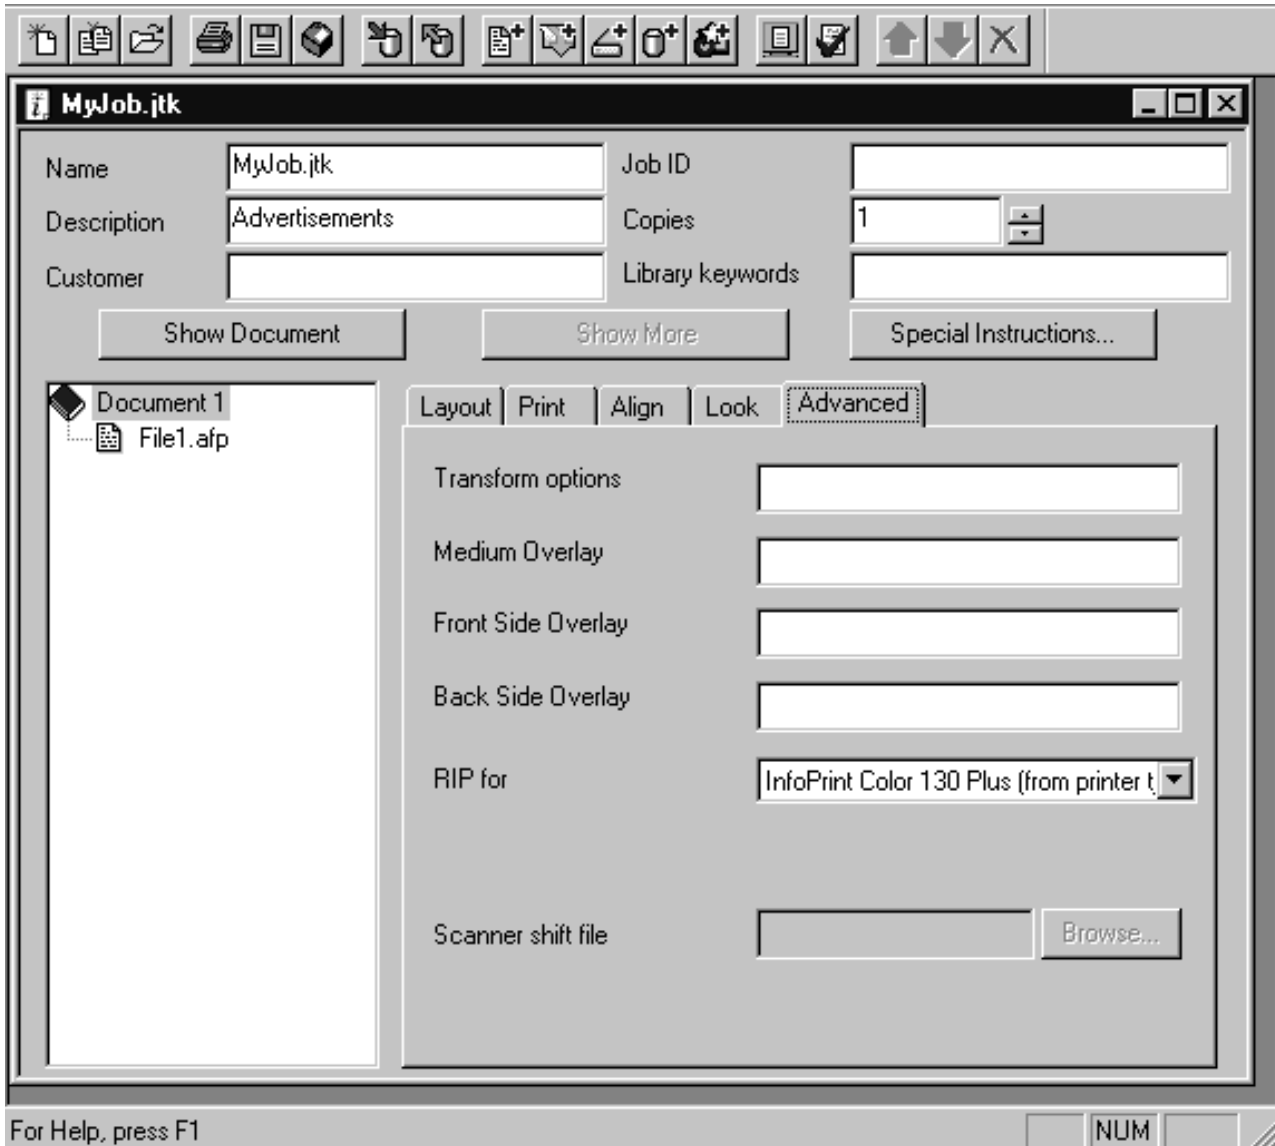 MyJob.jtk
Name MyJob.jtk Job ID
Description Advertisements Copies 1
Customer Library keywords
Show Document Show More Special Instructions...
Document 1
File1.afp
Layout Print Align Look Advanced
Transform options
Medium Overlay
Front Side Overlay
Back Side Overlay
RIP for InfoPrint Color 130 Plus (from printer t
Scanner shift file Browse...
For Help, press F1 NUM